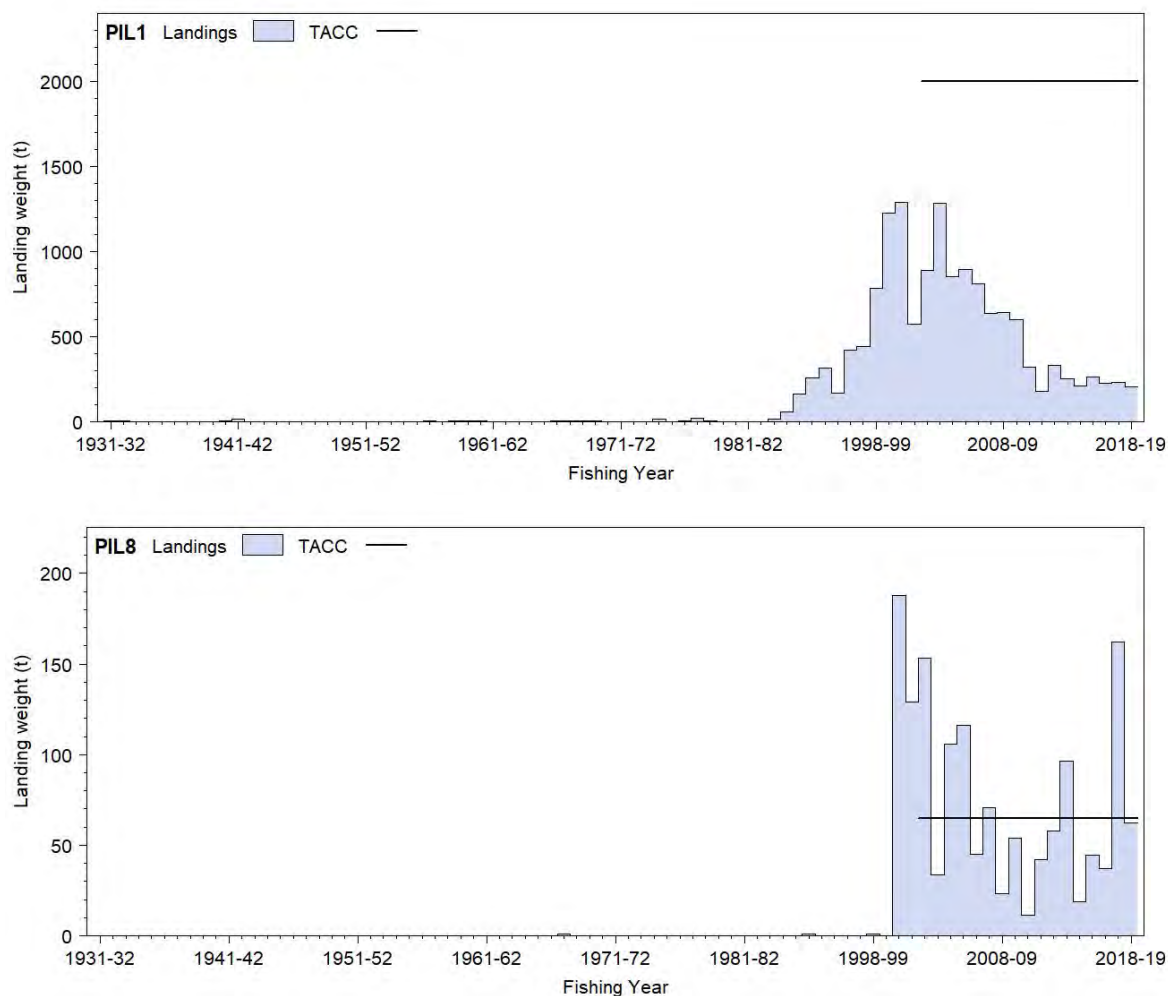 PIL1 Landings TACC
2000
1500
1000
500
0
Landing weight (t)
1931-32 1941-42 1951-52 1961-62 1971-72 1981-82 1998-99 2008-09 2018-19
Fishing Year
PIL8 Landings TACC
200
150
100
50
0
Landing weight (t)
1931-32 1941-42 1951-52 1961-62 1971-72 1981-82 1998-99 2008-09 2018-19
Fishing Year